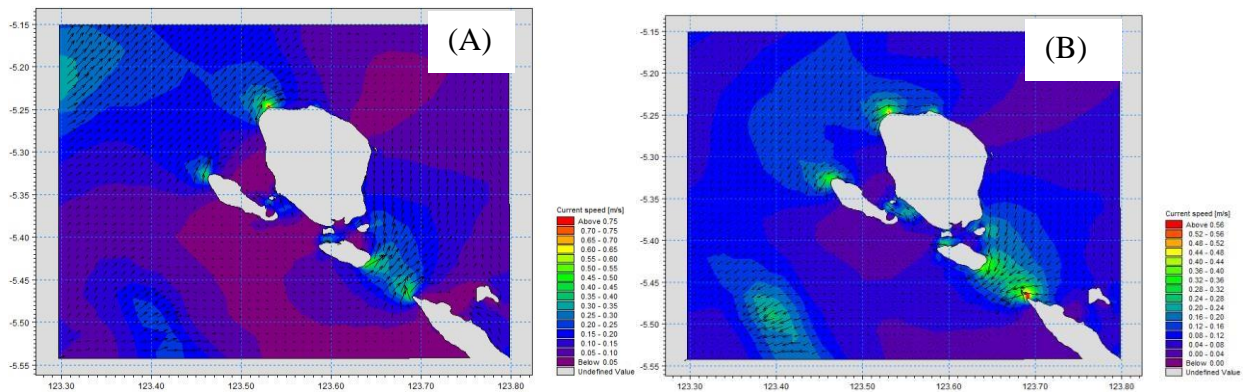 (A)
-5.15
-5.20
-5.25
-5.30
-5.35
-5.40
-5.45
-5.50
-5.55
123.30 123.40 123.50 123.60 123.70 123.80
Current speed [m/s]
Above 0.75
0.70 - 0.75
0.65 - 0.70
0.60 - 0.65
0.55 - 0.60
0.50 - 0.55
0.45 - 0.50
0.40 - 0.45
0.35 - 0.40
0.30 - 0.35
0.25 - 0.30
0.20 - 0.25
0.15 - 0.20
0.10 - 0.15
0.05 - 0.10
Below 0.05
Undefined Value
(B)
-5.15
-5.20
-5.25
-5.30
-5.35
-5.40
-5.45
-5.50
-5.55
123.30 123.40 123.50 123.60 123.70 123.80
Current speed [m/s]
Above 0.56
0.52 - 0.56
0.48 - 0.52
0.44 - 0.48
0.40 - 0.44
0.36 - 0.40
0.32 - 0.36
0.28 - 0.32
0.24 - 0.28
0.20 - 0.24
0.16 - 0.20
0.12 - 0.16
0.08 - 0.12
0.04 - 0.08
0.00 - 0.04
Below 0.00
Undefined Value